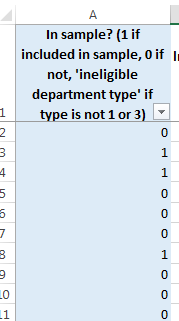 A
In sample? (1 if
included in sample, 0 if
not, 'ineligible
department type' if
1 type is not 1 or 3)
2 0
3 1
4 1
5 0
6 0
7 0
8 1
9 0
10 0
11 0